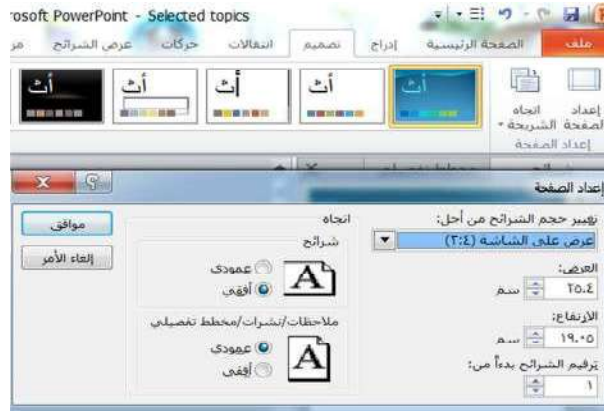 rosoft PowerPoint - Selected topics
ملف
الصفحة الرئيسية
إدراج
تصميم
انتقالات
حركات
عرض الشرائح
إعداد الصفحة
اتجاه الشريحة
إعداد الصفحة
أث
أث
أث
أث
أث
إعداد الصفحة
تغيير حجم الشرائح من أجل:
عرض على الشاشة (٣:٤)
العرض:
٢٥.٤ سم
الارتفاع:
١٩.٠٥ سم
ترقيم الشرائح بدءاً من:
١
اتجاه
شرائح
عمودي
أفقي
ملاحظات/نشرات/مخطط تفصيلي
عمودي
أفقي
A
A
موافق
إلغاء الأمر